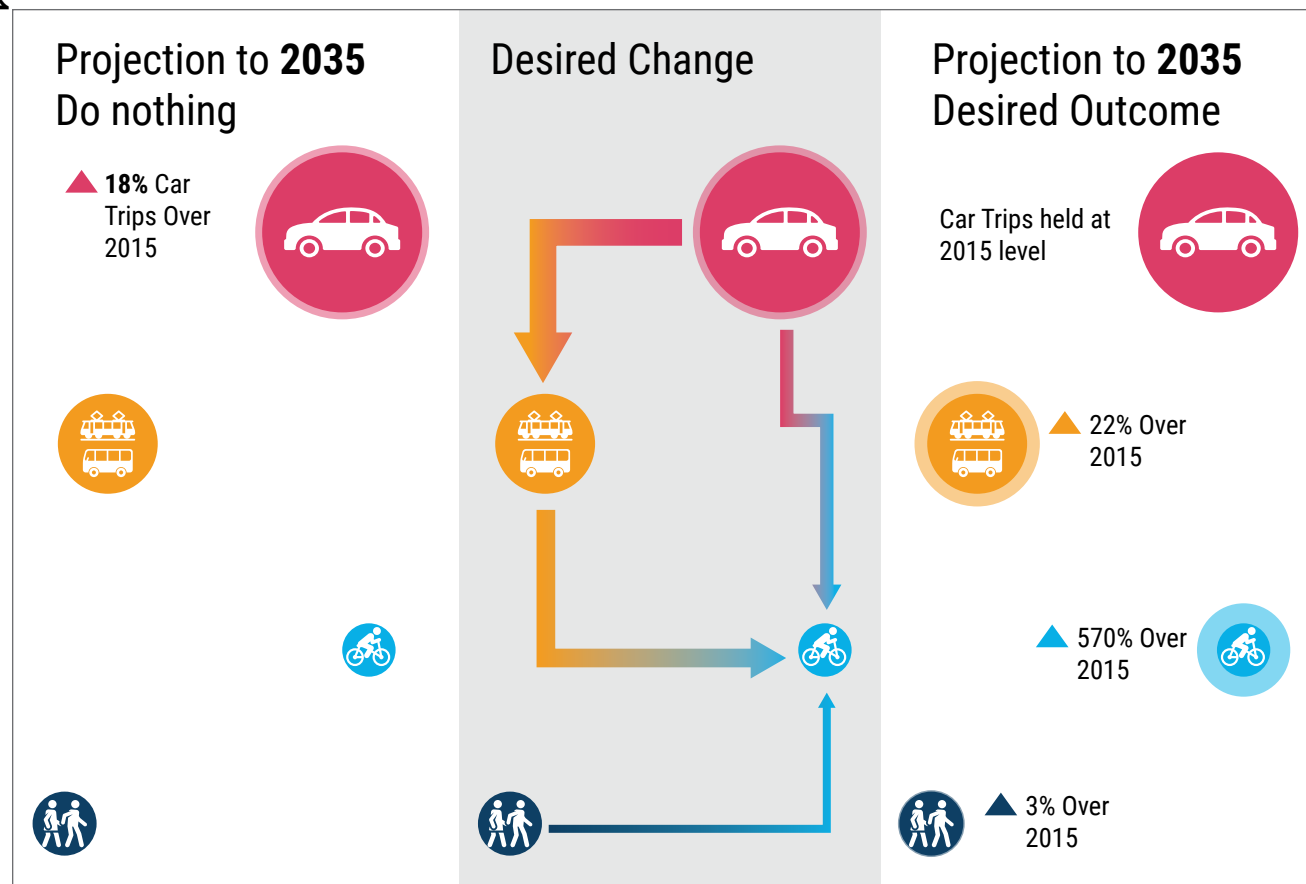 Projection to 2035
Do nothing
18% Car
Trips Over
2015
Desired Change
Projection to 2035
Desired Outcome
Car Trips held at
2015 level
22% Over
2015
570% Over
2015
3% Over
2015